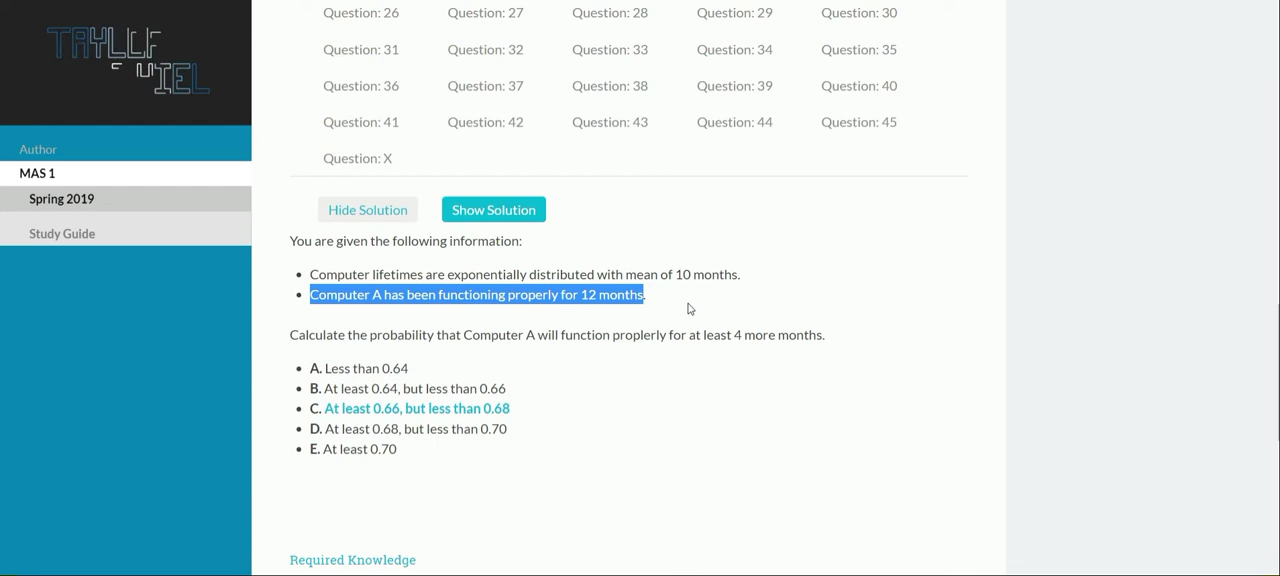 Question: 26 Question: 27 Question: 28 Question: 29 Question: 30
Question: 31 Question: 32 Question: 33 Question: 34 Question: 35
Question: 36 Question: 37 Question: 38 Question: 39 Question: 40
Question: 41 Question: 42 Question: 43 Question: 44 Question: 45
Question: X
Author
MAS 1
Spring 2019
Study Guide
Hide Solution Show Solution
You are given the following information:
Computer lifetimes are exponentially distributed with mean of 10 months.
Computer A has been functioning properly for 12 months.
Calculate the probability that Computer A will function proplerly for at least 4 more months.
A. Less than 0.64
B. At least 0.64, but less than 0.66
C. At least 0.66, but less than 0.68
D. At least 0.68, but less than 0.70
E. At least 0.70
Required Knowledge